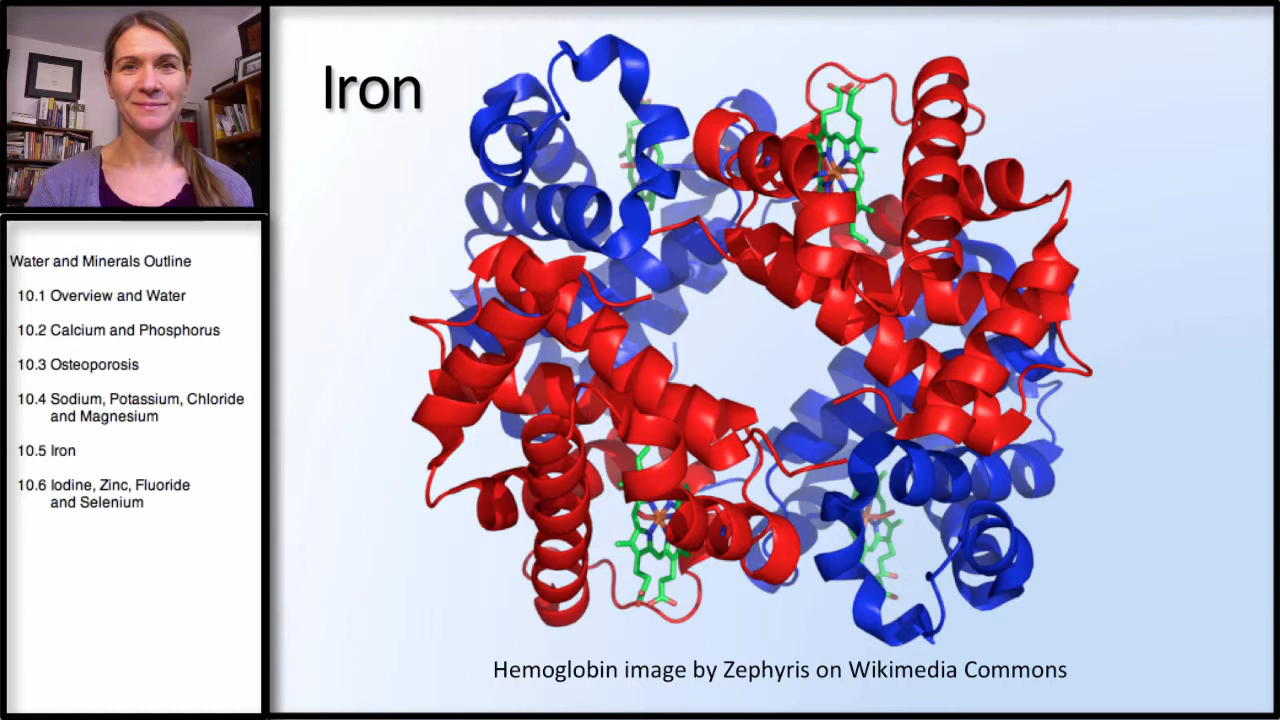 Iron
Water and Minerals Outline
10.1 Overview and Water
10.2 Calcium and Phosphorus
10.3 Osteoporosis
10.4 Sodium, Potassium, Chloride
and Magnesium
10.5 Iron
10.6 Iodine, Zinc, Fluoride
and Selenium
Hemoglobin image by Zephyris on Wikimedia Commons